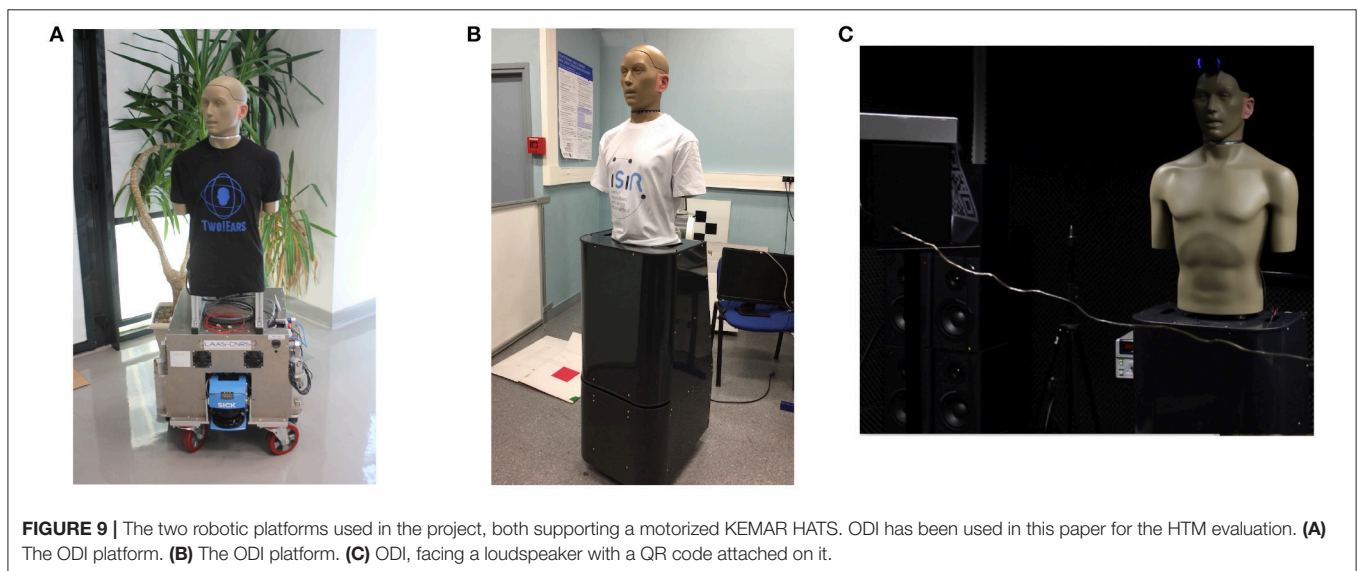 A
B
C
TWO!EARS
LAAS-CNRS
SICK
iSiR
FIGURE 9 | The two robotic platforms used in the project, both supporting a motorized KEMAR HATS. ODI has been used in this paper for the HTM evaluation. (A)
The ODI platform. (B) The ODI platform. (C) ODI, facing a loudspeaker with a QR code attached on it.